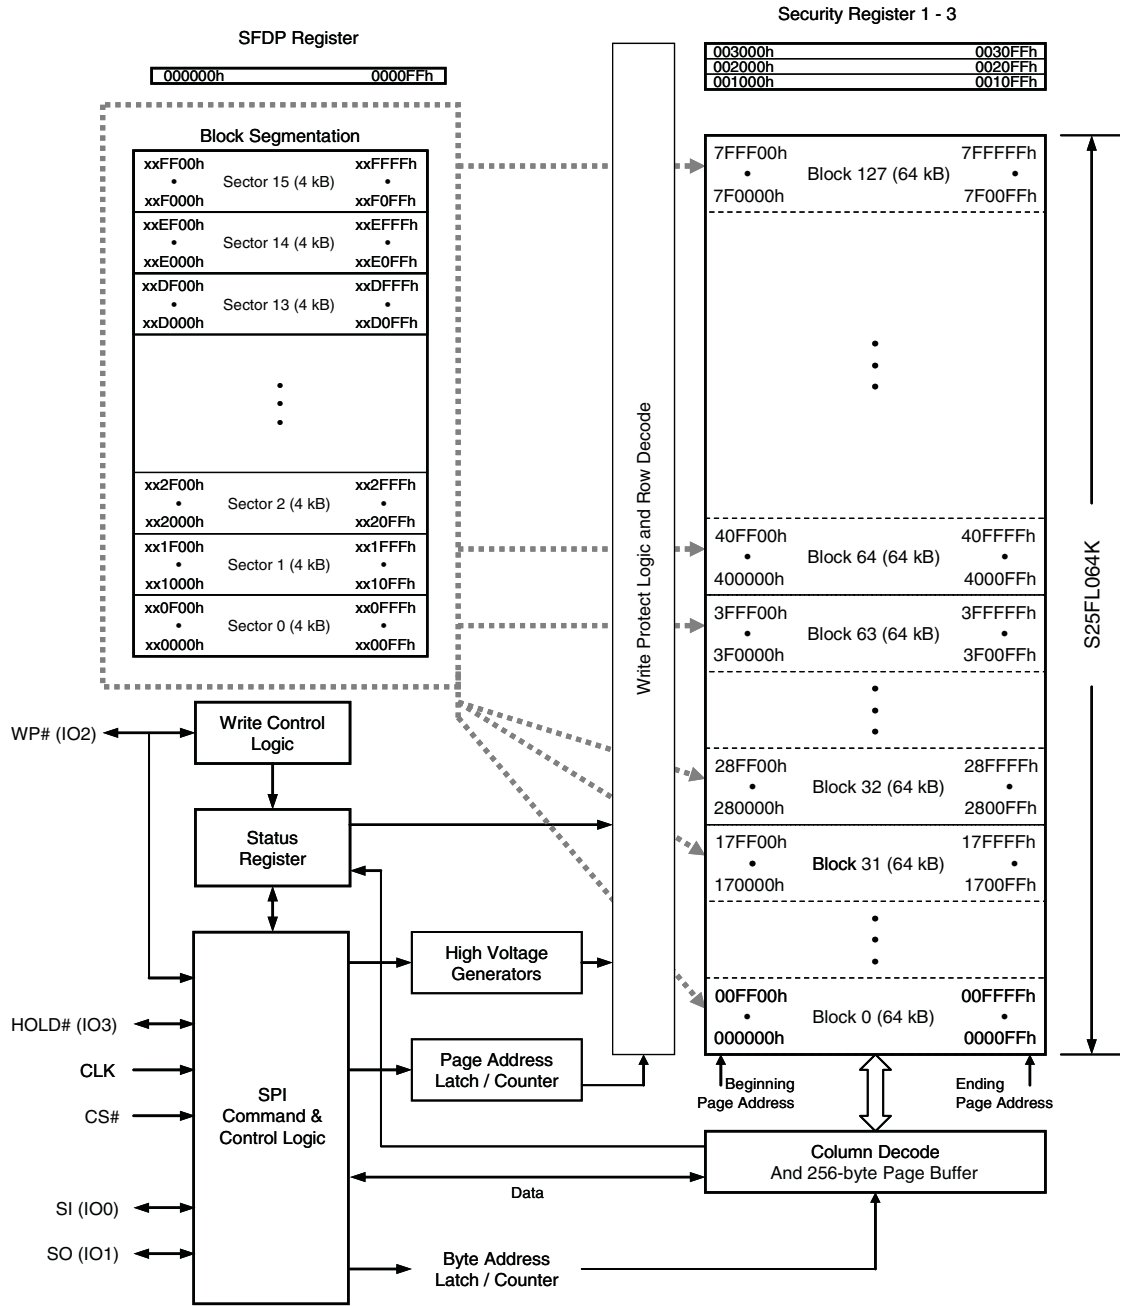 Security Register 1 - 3
SFDP Register
003000h 0030FFh
002000h 0020FFh
001000h 0010FFh
000000h 0000FFh
Block Segmentation
xxFF00h xxFFFFh
Sector 15 (4 kB)
xxF000h xxF0FFh
xxEF00h xxEFFFh
Sector 14 (4 kB)
xxE000h xxE0FFh
xxDF00h xxDFFFh
Sector 13 (4 kB)
xxD000h xxD0FFh
xx2F00h xx2FFFh
Sector 2 (4 kB)
xx2000h xx20FFh
xx1F00h xx1FFFh
Sector 1 (4 kB)
xx1000h xx10FFh
xx0F00h xx0FFFh
Sector 0 (4 kB)
xx0000h xx00FFh
Write Protect Logic and Row Decode
7FFF00h 7FFFFFh
Block 127 (64 kB)
7F0000h 7F00FFh
40FF00h 40FFFFh
Block 64 (64 kB)
400000h 4000FFh
3FFF00h 3FFFFFh
Block 63 (64 kB)
3F0000h 3F00FFh
28FF00h 28FFFFh
Block 32 (64 kB)
280000h 2800FFh
17FF00h 17FFFFh
Block 31 (64 kB)
170000h 1700FFh
00FF00h 00FFFFh
Block 0 (64 kB)
000000h 0000FFh
S25FL064K
Beginning
Page Address
Ending
Page Address
WP# (IO2)
Write Control
Logic
Status
Register
High Voltage
Generators
HOLD# (IO3)
CLK
CS#
Page Address
Latch / Counter
SPI
Command &
Control Logic
Column Decode
And 256-byte Page Buffer
Data
SI (IO0)
SO (IO1)
Byte Address
Latch / Counter